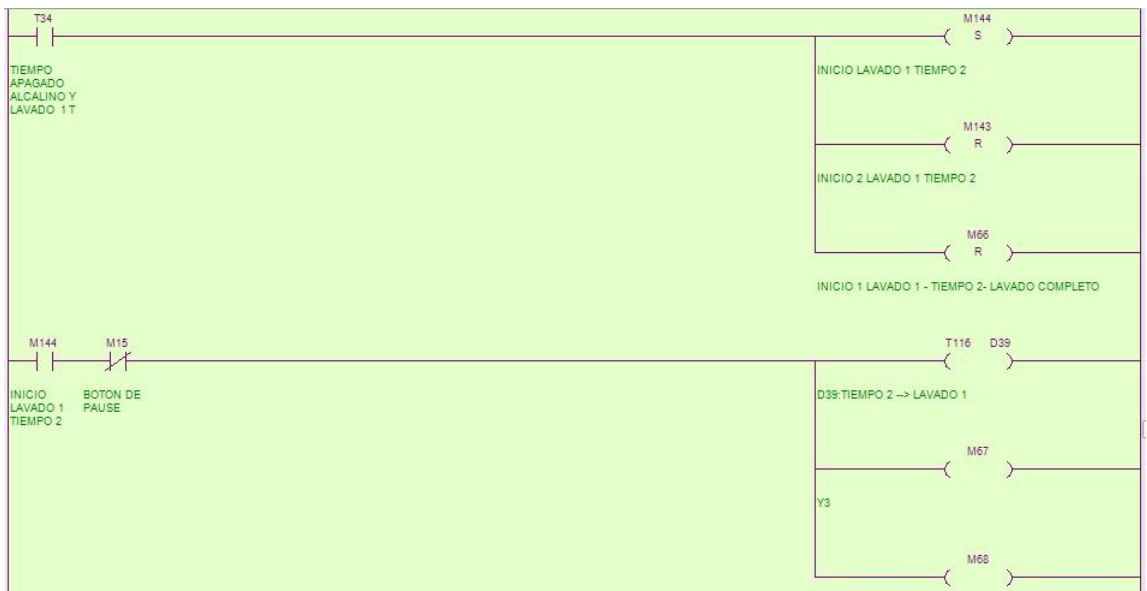 T34
M144
S
TIEMPO
APAGADO
ALCALINO Y
LAVADO 1 T
INICIO LAVADO 1 TIEMPO 2
M143
R
INICIO 2 LAVADO 1 TIEMPO 2
M66
R
INICIO 1 LAVADO 1 - TIEMPO 2- LAVADO COMPLETO
M144 M15
T116 D39
INICIO
LAVADO 1
TIEMPO 2
BOTON DE
PAUSE
D39:TIEMPO 2 --> LAVADO 1
M67
Y3
M68